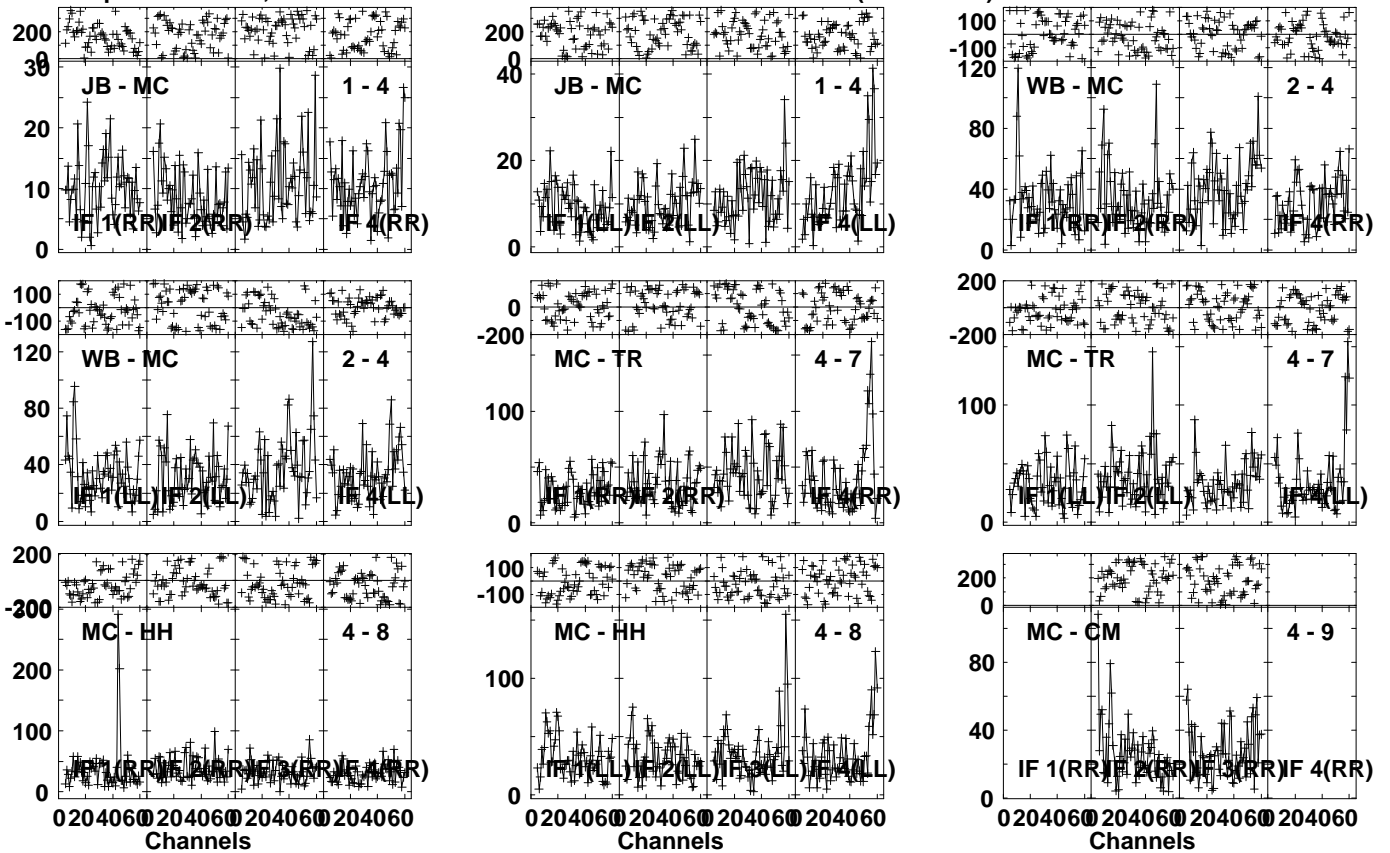 200
0
30
20
10
0
JB - MC 1 - 4
IF 1(RR) IF 2(RR) IF 4(RR)
200
0
40
20
0
JB - MC 1 - 4
IF 1(LL) IF 2(LL) IF 4(LL)
100
-100
120
80
40
0
WB - MC 2 - 4
IF 1(RR) IF 2(RR) IF 4(RR)
100
-100
120
80
40
0
WB - MC 2 - 4
IF 1(LL) IF 2(LL) IF 4(LL)
0
-200
100
0
MC - TR 4 - 7
IF 1(RR) IF 2(RR) IF 4(RR)
200
-200
100
0
MC - TR 4 - 7
IF 1(LL) IF 2(LL) IF 4(LL)
200
-200
300
200
100
0
MC - HH 4 - 8
IF 1(RR) IF 2(RR) IF 3(RR) IF 4(RR)
0 20 40 60 0 20 40 60 0 20 40 60 0 20 40 60
Channels
100
-100
100
0
MC - HH 4 - 8
IF 1(LL) IF 2(LL) IF 3(LL) IF 4(LL)
0 20 40 60 0 20 40 60 0 20 40 60 0 20 40 60
Channels
200
0
80
40
0
MC - CM 4 - 9
IF 1(RR) IF 2(RR) IF 3(RR) IF 4(RR)
0 20 40 60 0 20 40 60 0 20 40 60 0 20 40 60
Channels